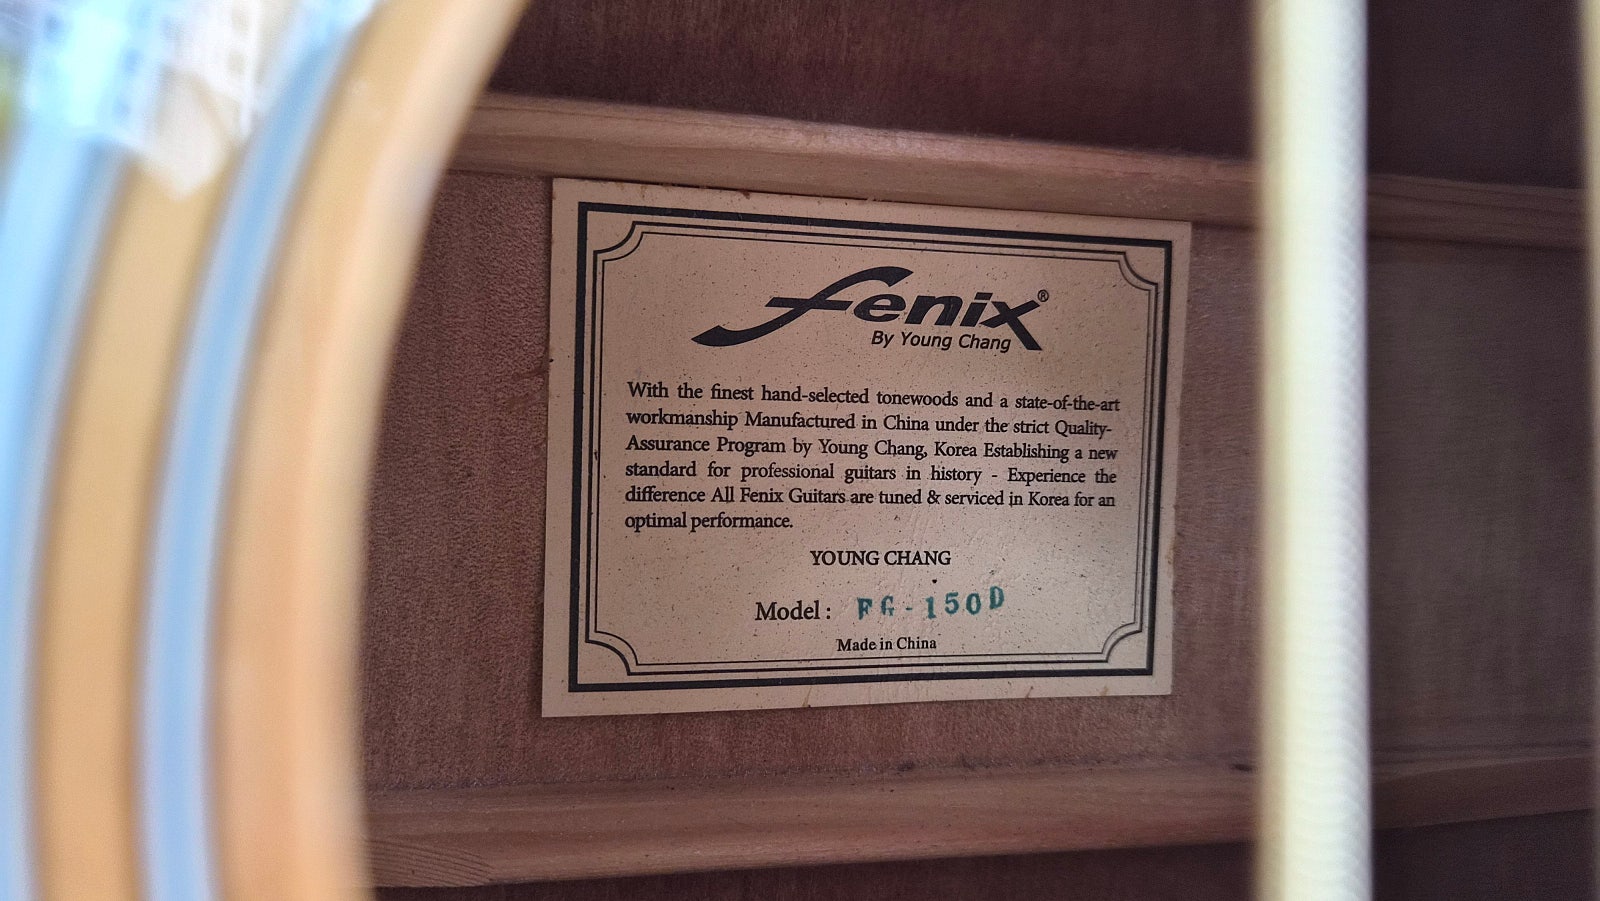 fenix®
By Young Chang
With the finest hand-selected tonewoods and a state-of-the-art
workmanship Manufactured in China under the strict Quality-
Assurance Program by Young Chang, Korea Establishing a new
standard for professional guitars in history - Experience the
difference All Fenix Guitars are tuned & serviced in Korea for an
optimal performance.
YOUNG CHANG
Model : FG-150D
Made in China